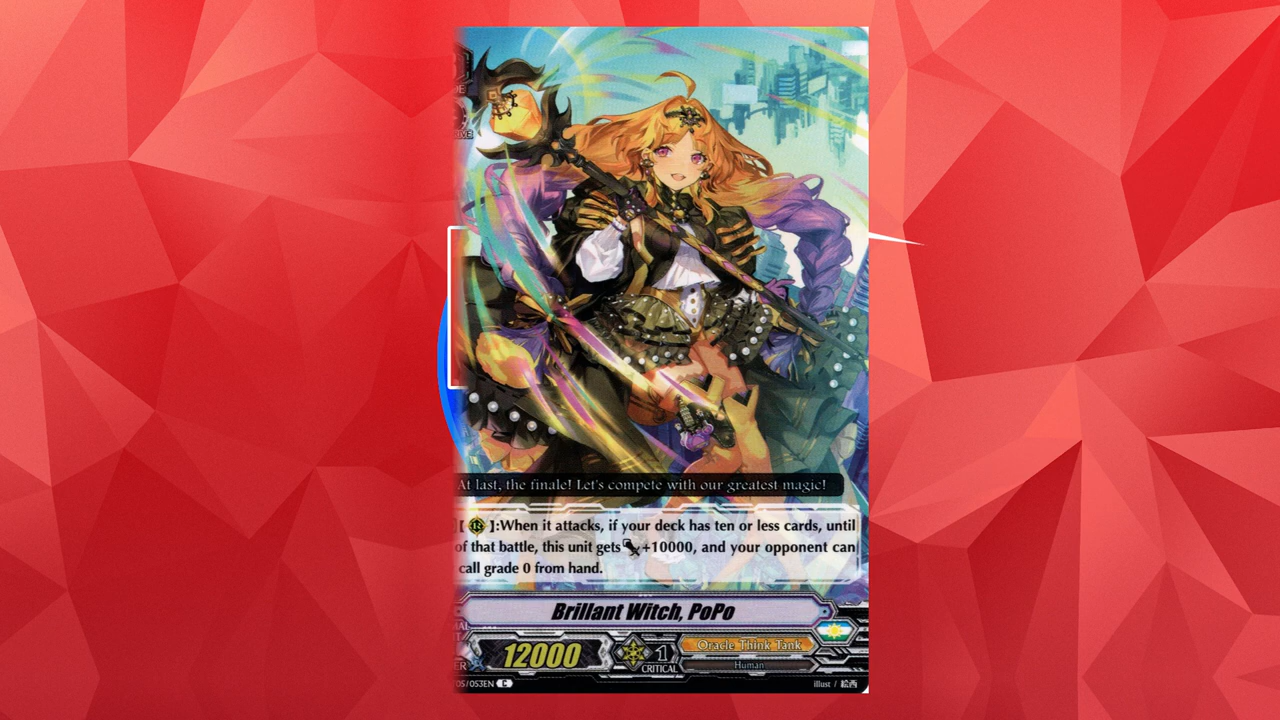 At last, the finale! Let's compete with our greatest magic!
[ ]:When it attacks, if your deck has ten or less cards, until
of that battle, this unit gets +10000, and your opponent can
call grade 0 from hand.
Brillant Witch, PoPo
12000
1
CRITICAL
Oracle Think Tank
Human
05/053EN C
illust / 絵西